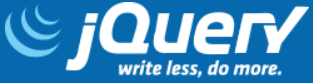 jQuery
write less, do more.